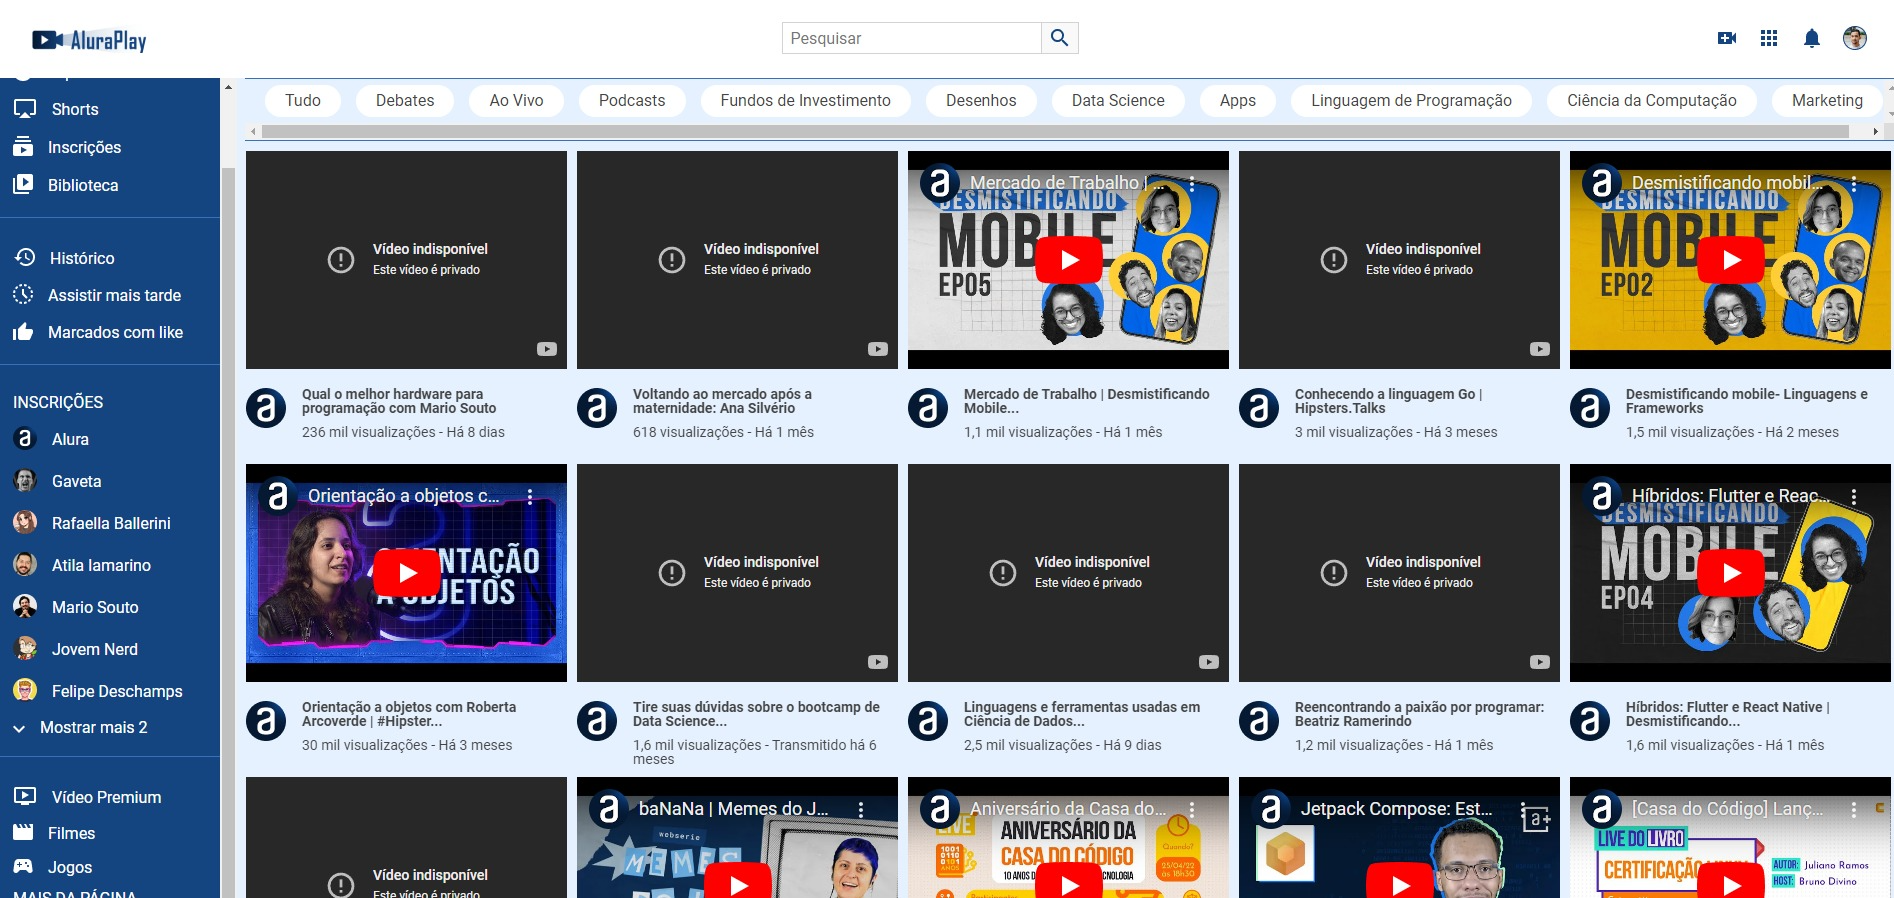 AluraPlay
Pesquisar
Shorts
Inscrições
Biblioteca
Histórico
Assistir mais tarde
Marcados com like
INSCRIÇÕES
Alura
Gaveta
Rafaella Ballerini
Atila Iamarino
Mario Souto
Jovem Nerd
Felipe Deschamps
Mostrar mais 2
Vídeo Premium
Filmes
Jogos
MAIS DA PÁGINA
Tudo
Debates
Ao Vivo
Podcasts
Fundos de Investimento
Desenhos
Data Science
Apps
Linguagem de Programação
Ciência da Computação
Marketing
Vídeo indisponível
Este vídeo é privado
Qual o melhor hardware para
programação com Mario Souto
236 mil visualizações - Há 8 dias
Vídeo indisponível
Este vídeo é privado
Voltando ao mercado após a
maternidade: Ana Silvério
618 visualizações - Há 1 mês
Mercado de Trabalho | ...
DESMISTIFICANDO
MOBILE
EP05
Mercado de Trabalho | Desmistificando
Mobile...
1,1 mil visualizações - Há 1 mês
Vídeo indisponível
Este vídeo é privado
Conhecendo a linguagem Go |
Hipsters.Talks
3 mil visualizações - Há 3 meses
Desmistificando mobil...
DESMISTIFICANDO
MOBILE
EP02
Desmistificando mobile- Linguagens e
Frameworks
1,5 mil visualizações - Há 2 meses
Orientação a objetos c...
ORIENTAÇÃO
A OBJETOS
Orientação a objetos com Roberta
Arcoverde | #Hipster...
30 mil visualizações - Há 3 meses
Vídeo indisponível
Este vídeo é privado
Tire suas dúvidas sobre o bootcamp de
Data Science...
1,6 mil visualizações - Transmitido há 6
meses
Vídeo indisponível
Este vídeo é privado
Linguagens e ferramentas usadas em
Ciência de Dados...
2,5 mil visualizações - Há 9 dias
Vídeo indisponível
Este vídeo é privado
Reencontrando a paixão por programar:
Beatriz Ramerindo
1,2 mil visualizações - Há 1 mês
Híbridos: Flutter e Reac...
DESMISTIFICANDO
MOBILE
EP04
Híbridos: Flutter e React Native |
Desmistificando...
1,6 mil visualizações - Há 1 mês
Vídeo indisponível
Este vídeo é privado
baNaNa | Memes do J...
webserie
MEMES
Aniversário da Casa do...
LIVE
ANIVERSÁRIO DA
CASA DO CÓDIGO
Quando?
25/04/22
às 18h30
Jetpack Compose: Est...
a+
[Casa do Código] Lanç...
LIVE DO LIVRO
CERTIFICAÇÃO
AUTOR: Juliano Ramos
HOST: Bruno Divino